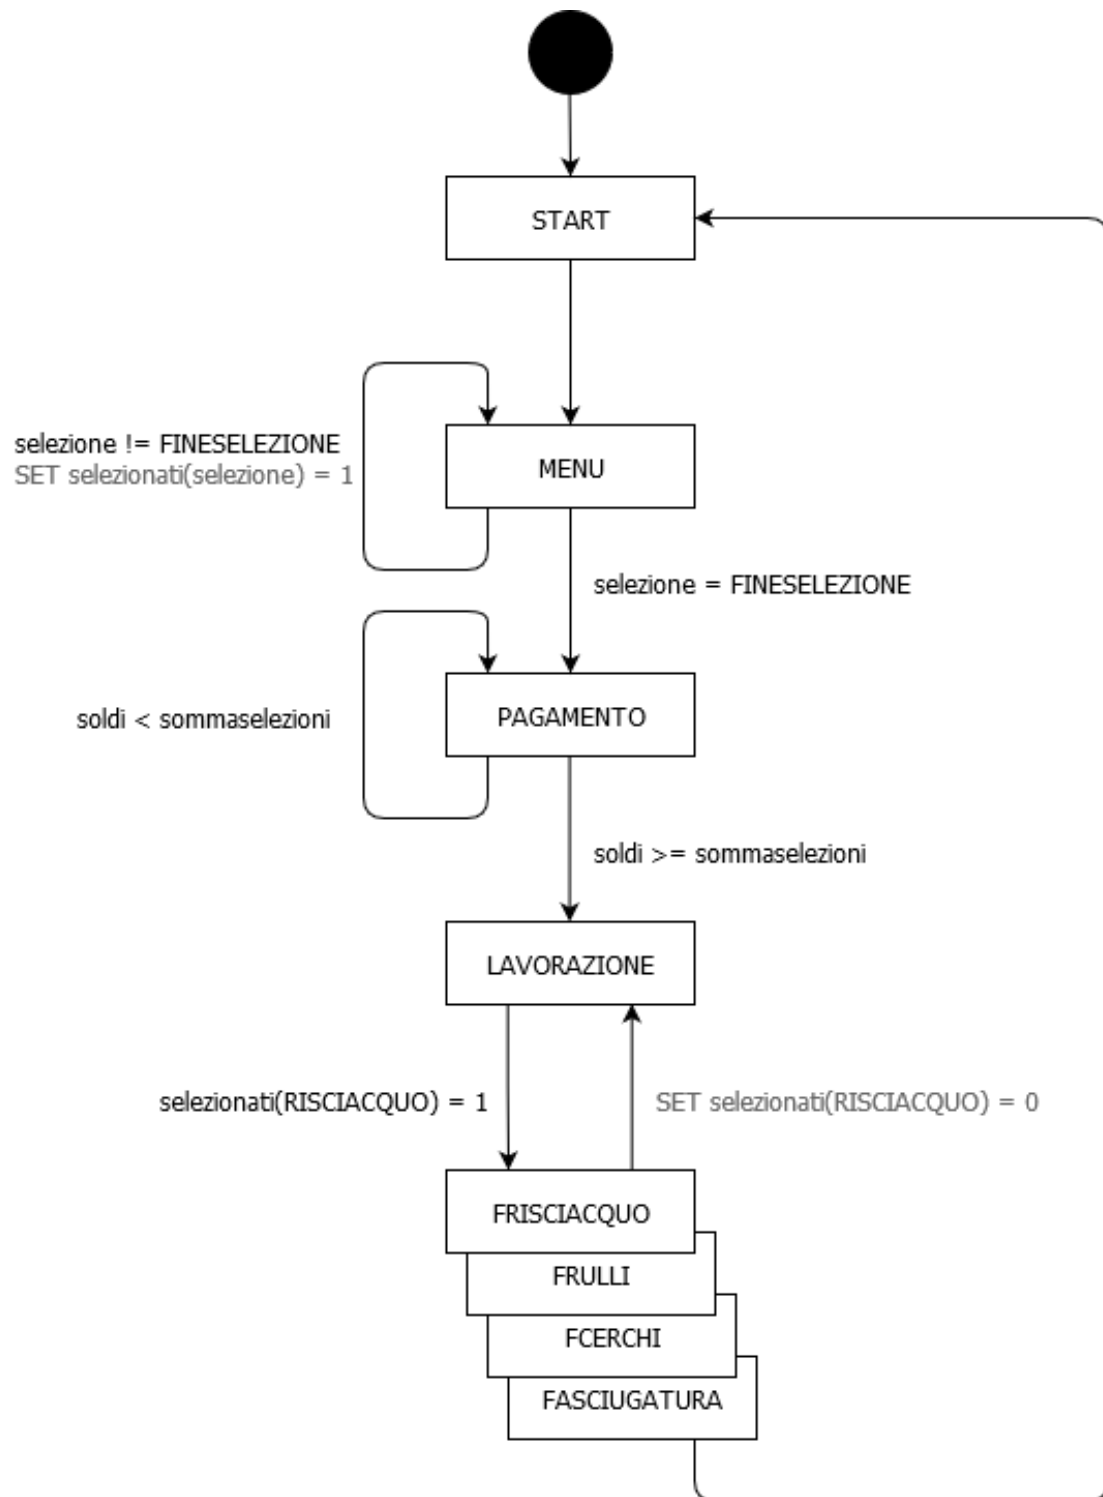 START
selezione != FINESELEZIONE
SET selezionati(selezione) = 1
MENU
selezione = FINESELEZIONE
soldi < sommaselezioni
PAGAMENTO
soldi >= sommaselezioni
LAVORAZIONE
selezionati(RISCIACQUO) = 1
SET selezionati(RISCIACQUO) = 0
FRISCIACQUO
FRULLI
FCERCHI
FASCIUGATURA